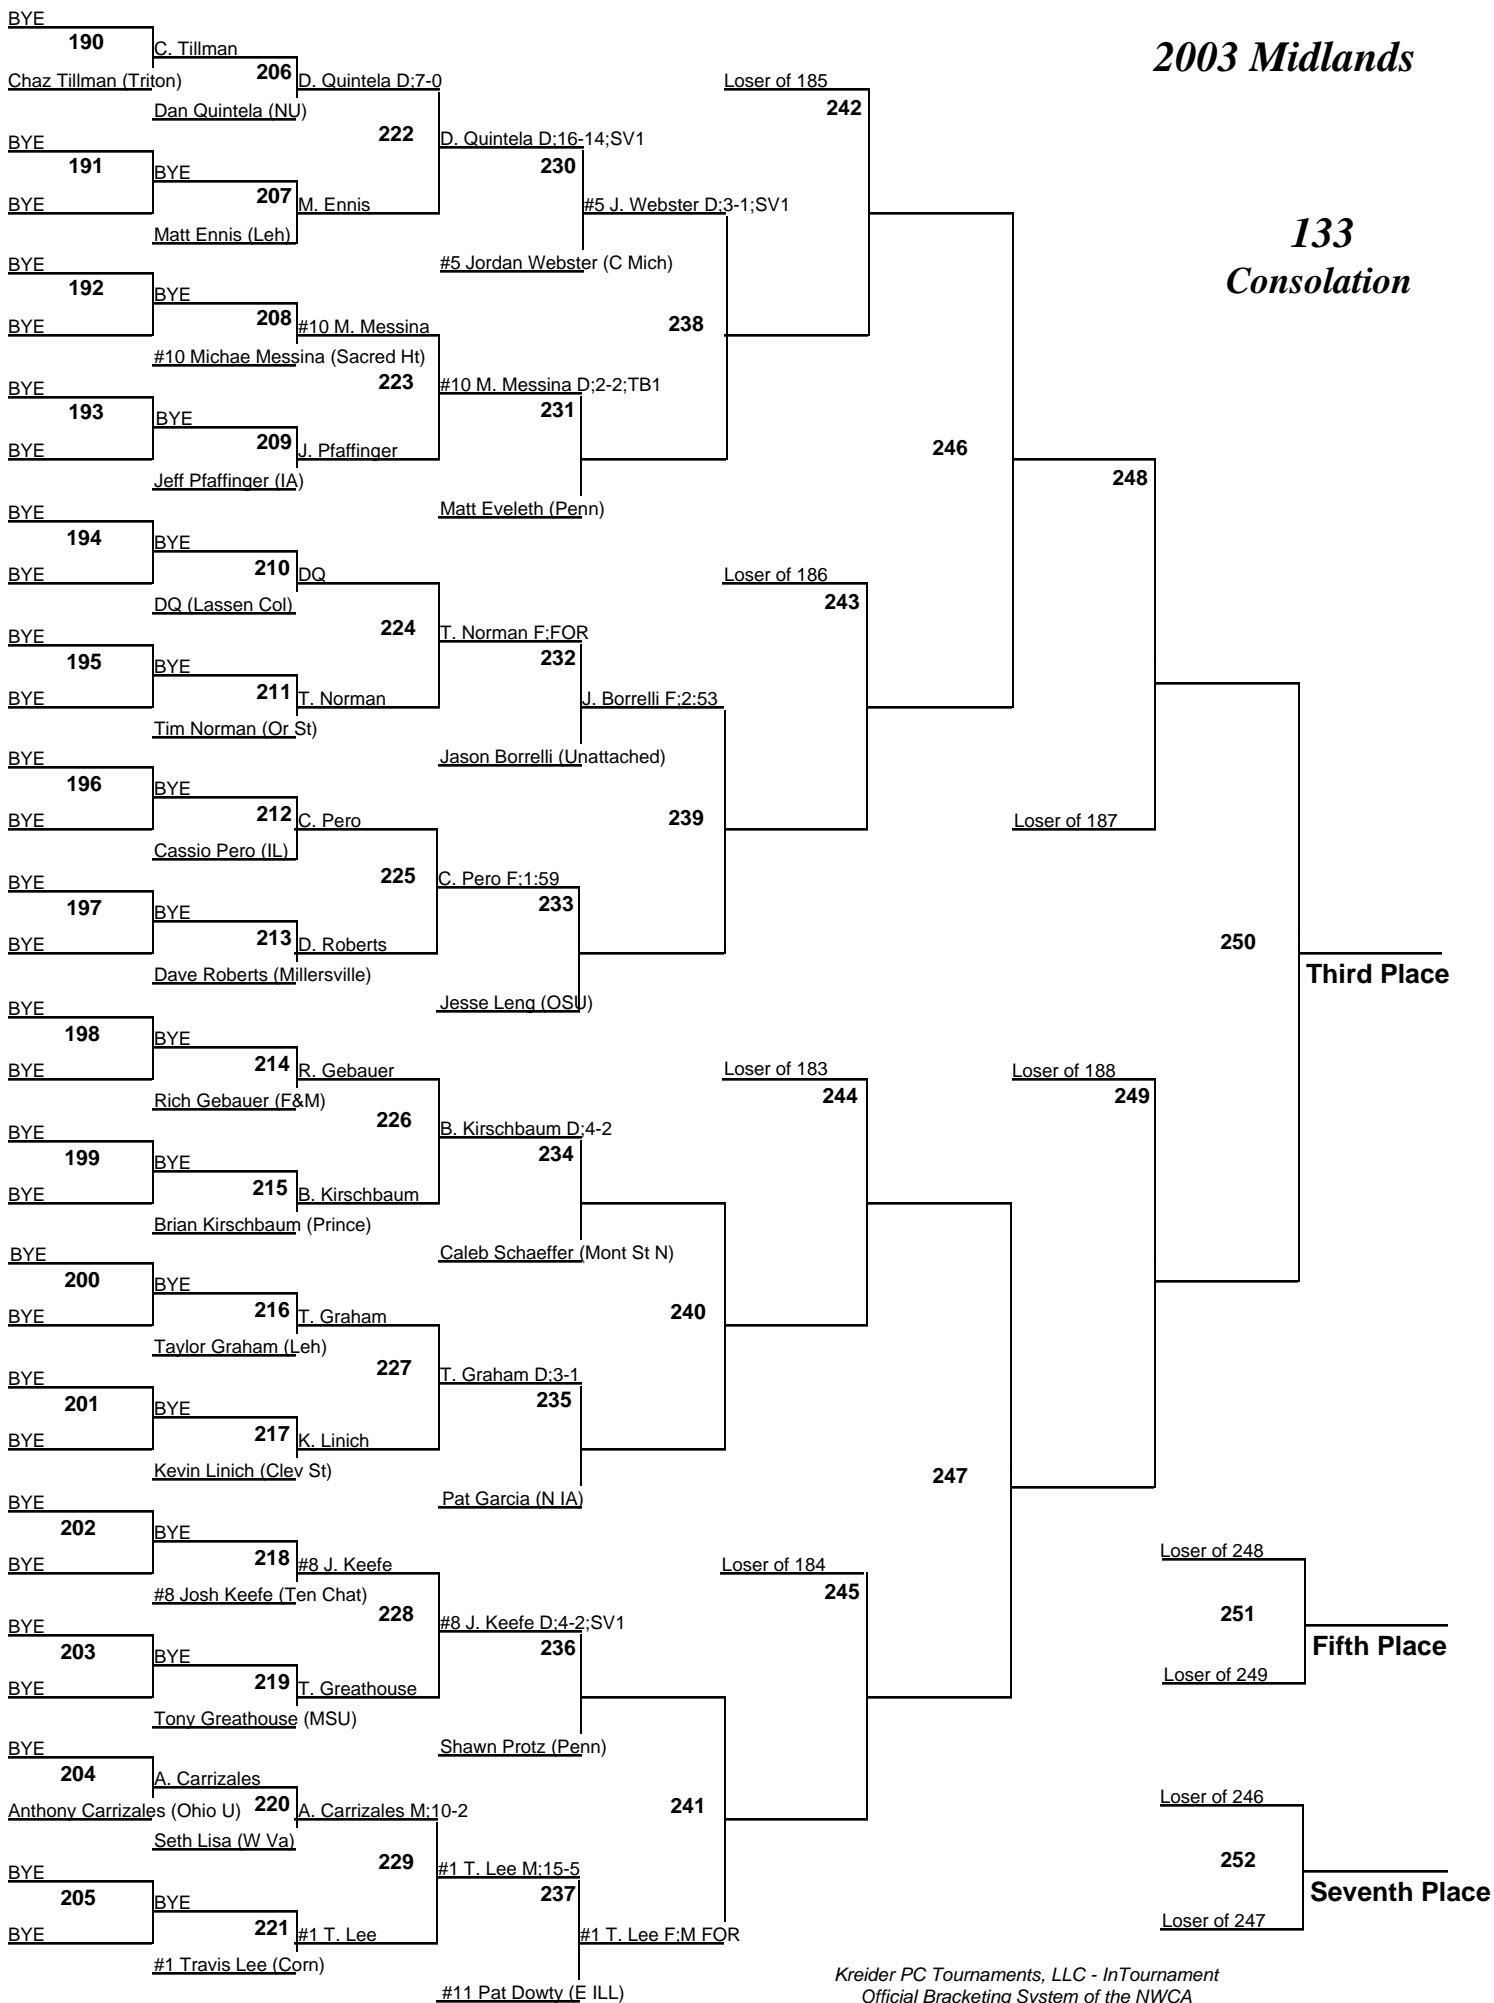 BYE
190
C. Tillman
2003 Midlands
Chaz Tillman (Triton)
206
D. Quintela D;7-0
Loser of 185
Dan Quintela (NU)
242
BYE
222
D. Quintela D;16-14;SV1
191
BYE
230
BYE
207
M. Ennis
#5 J. Webster D;3-1;SV1
Matt Ennis (Leh)
133
BYE
#5 Jordan Webster (C Mich)
Consolation
192
BYE
BYE
208
#10 M. Messina
238
#10 Michae Messina (Sacred Ht)
BYE
223
#10 M. Messina D;2-2;TB1
193
BYE
231
BYE
209
J. Pfaffinger
246
Jeff Pfaffinger (IA)
248
BYE
Matt Eveleth (Penn)
194
BYE
BYE
210
DQ
Loser of 186
DQ (Lassen Col)
243
BYE
224
T. Norman F;FOR
195
BYE
232
BYE
211
T. Norman
J. Borrelli F;2:53
Tim Norman (Or St)
BYE
Jason Borrelli (Unattached)
196
BYE
BYE
212
C. Pero
239
Loser of 187
Cassio Pero (IL)
BYE
225
C. Pero F;1:59
197
BYE
233
BYE
213
D. Roberts
250
Dave Roberts (Millersville)
Third Place
BYE
Jesse Leng (OSU)
198
BYE
BYE
214
R. Gebauer
Loser of 183
Loser of 188
Rich Gebauer (F&M)
244
249
BYE
226
B. Kirschbaum D;4-2
199
BYE
234
BYE
215
B. Kirschbaum
Brian Kirschbaum (Prince)
BYE
Caleb Schaeffer (Mont St N)
200
BYE
BYE
216
T. Graham
240
Taylor Graham (Leh)
BYE
227
T. Graham D;3-1
201
BYE
235
BYE
217
K. Linich
Kevin Linich (Clev St)
247
BYE
Pat Garcia (N IA)
202
BYE
BYE
218
#8 J. Keefe
Loser of 184
Loser of 248
#8 Josh Keefe (Ten Chat)
245
BYE
228
#8 J. Keefe D;4-2;SV1
251
203
BYE
236
Fifth Place
BYE
219
T. Greathouse
Loser of 249
Tony Greathouse (MSU)
BYE
Shawn Protz (Penn)
204
A. Carrizales
Loser of 246
Anthony Carrizales (Ohio U)
220
A. Carrizales M;10-2
241
Seth Lisa (W Va)
BYE
229
#1 T. Lee M;15-5
252
205
BYE
237
Seventh Place
BYE
221
#1 T. Lee
#1 T. Lee F;M FOR
Loser of 247
#1 Travis Lee (Corn)
#11 Pat Dowty (E ILL)
Kreider PC Tournaments, LLC - InTournament
Official Bracketing System of the NWCA